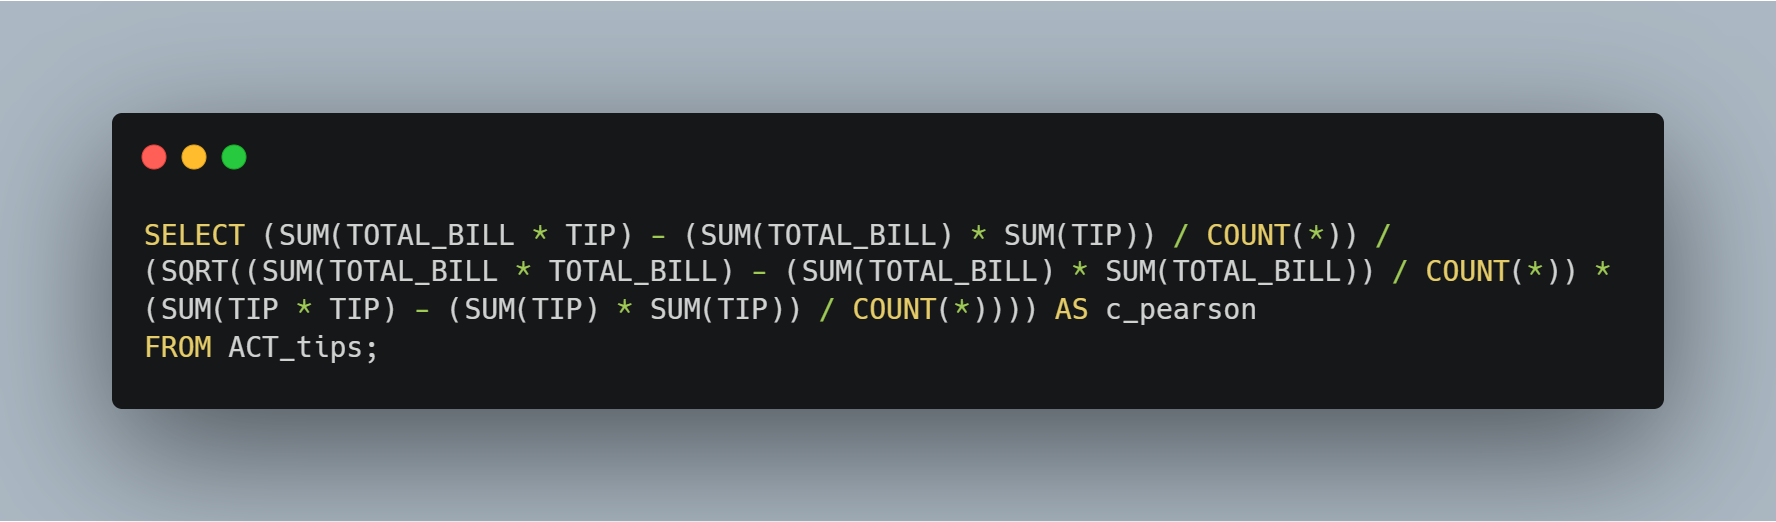 SELECT (SUM(TOTAL_BILL * TIP) - (SUM(TOTAL_BILL) * SUM(TIP)) / COUNT(*)) /
(SQRT((SUM(TOTAL_BILL * TOTAL_BILL) - (SUM(TOTAL_BILL) * SUM(TOTAL_BILL)) / COUNT(*)) *
(SUM(TIP * TIP) - (SUM(TIP) * SUM(TIP)) / COUNT(*)))) AS c_pearson
FROM ACT_tips;